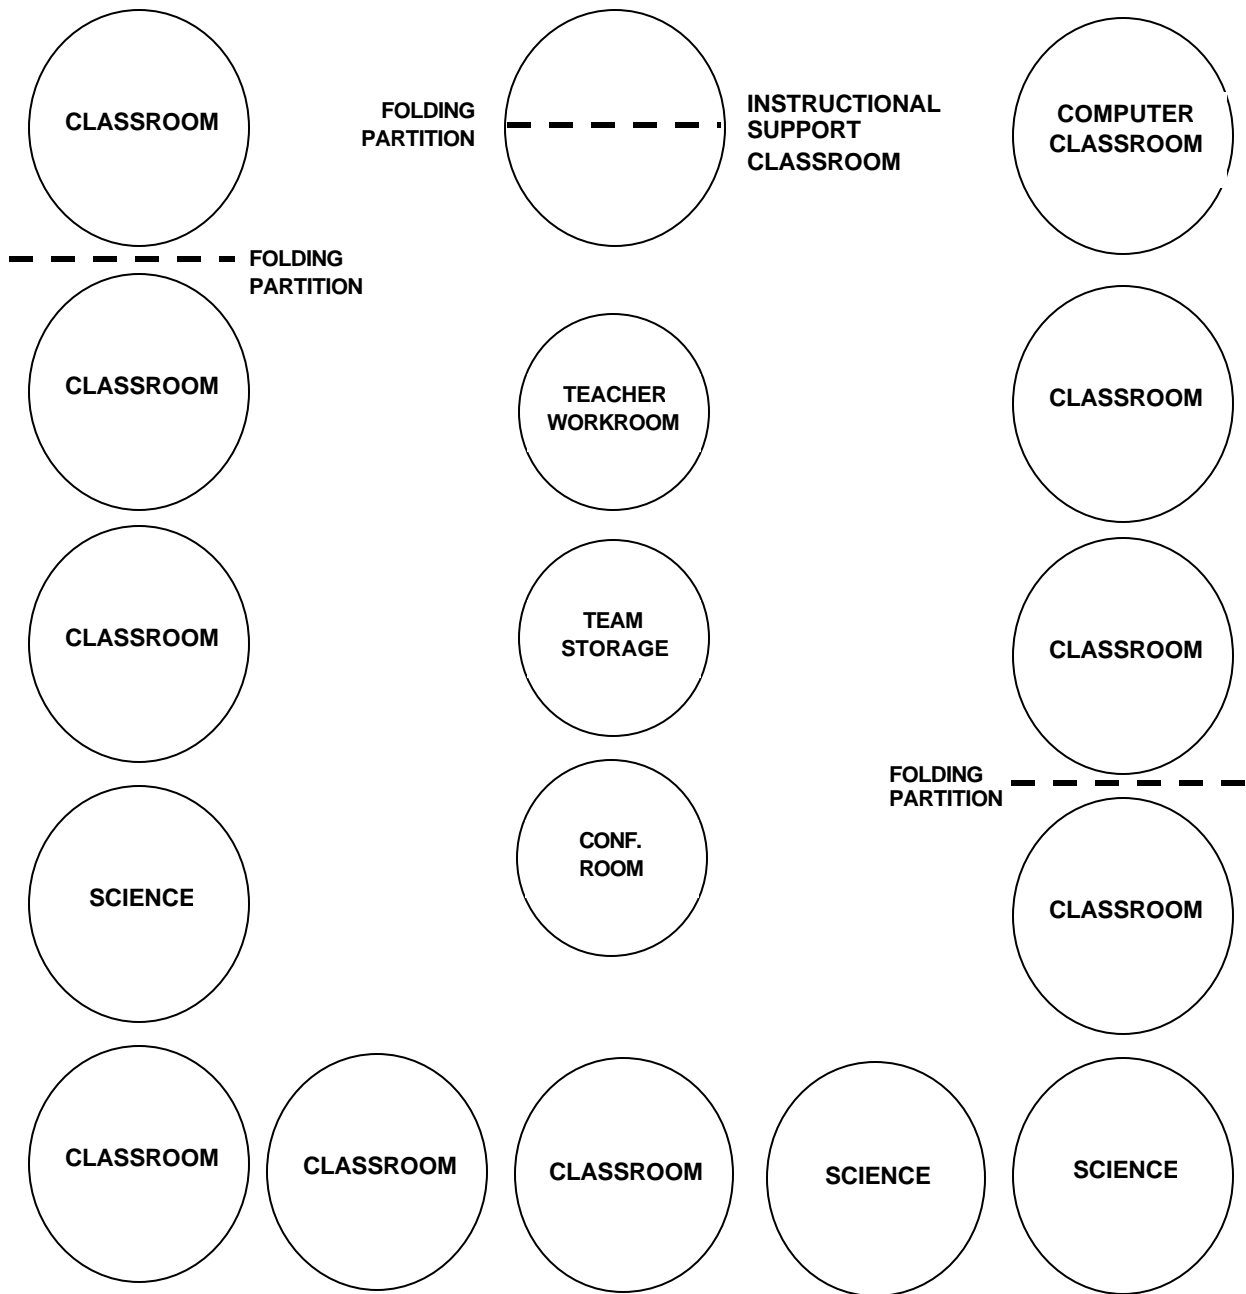 CLASSROOM
FOLDING
PARTITION
INSTRUCTIONAL
SUPPORT
CLASSROOM
COMPUTER
CLASSROOM
FOLDING
PARTITION
CLASSROOM
TEACHER
WORKROOM
CLASSROOM
CLASSROOM
TEAM
STORAGE
CLASSROOM
FOLDING
PARTITION
SCIENCE
CONF.
ROOM
CLASSROOM
CLASSROOM
CLASSROOM
CLASSROOM
SCIENCE
SCIENCE